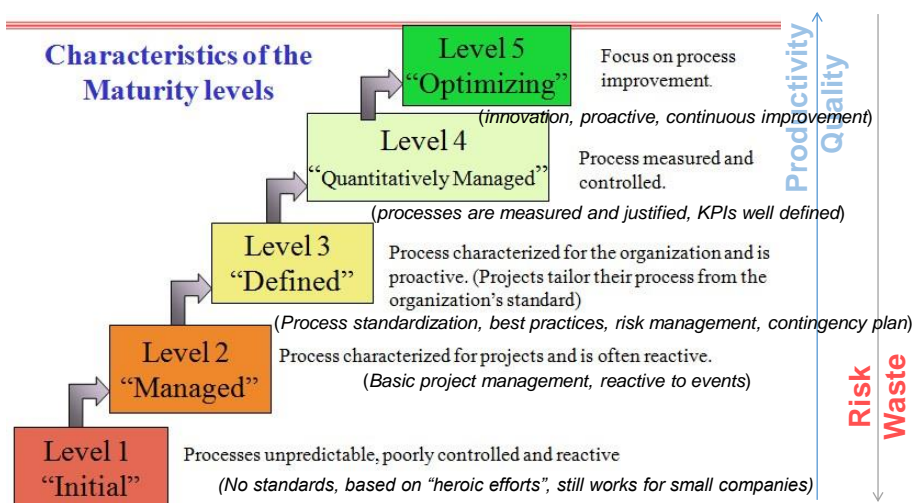 Characteristics of the
Maturity levels
Level 5
“Optimizing”
Focus on process
improvement.
(innovation, proactive, continuous improvement)
Level 4
“Quantitatively Managed”
Process measured and
controlled.
(processes are measured and justified, KPIs well defined)
Level 3
“Defined”
Process characterized for the organization and is
proactive. (Projects tailor their process from the
organization’s standard)
(Process standardization, best practices, risk management, contingency plan)
Level 2
“Managed”
Process characterized for projects and is often reactive.
(Basic project management, reactive to events)
Level 1
“Initial”
Processes unpredictable, poorly controlled and reactive
(No standards, based on “heroic efforts”, still works for small companies)
Productivity
Quality
Risk
Waste